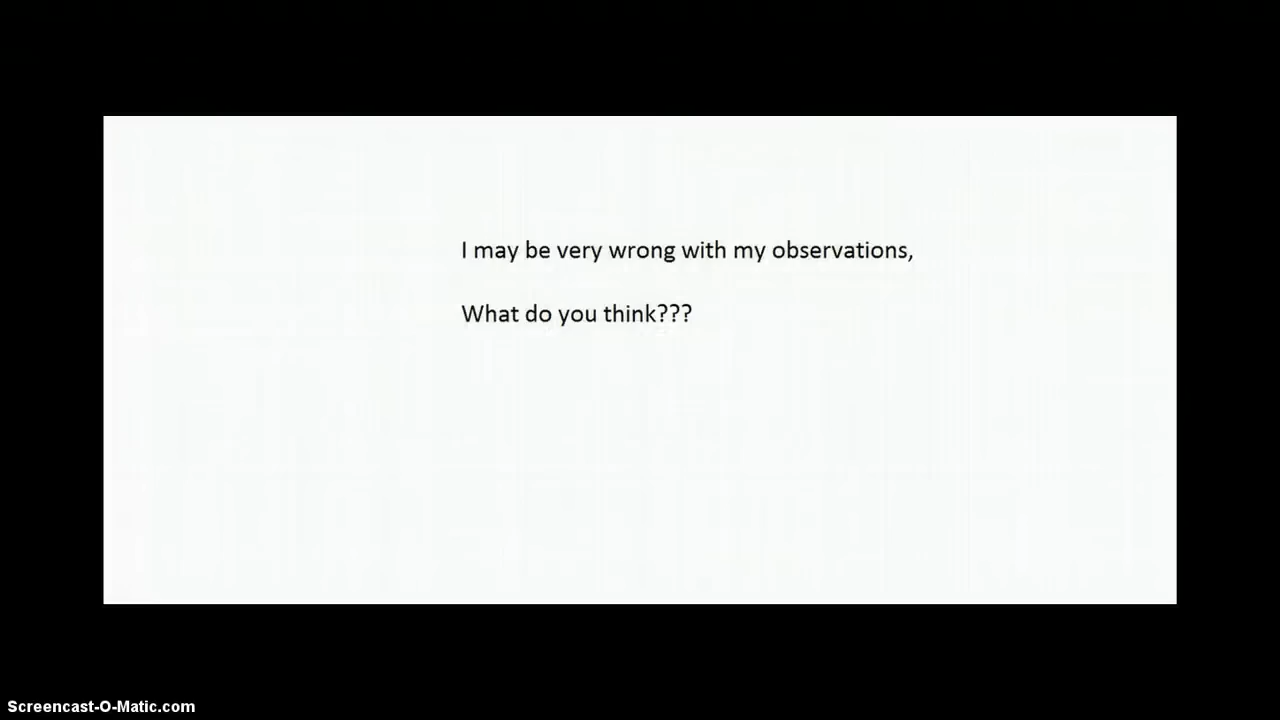 I may be very wrong with my observations,
What do you think???
Screencast-O-Matic.com